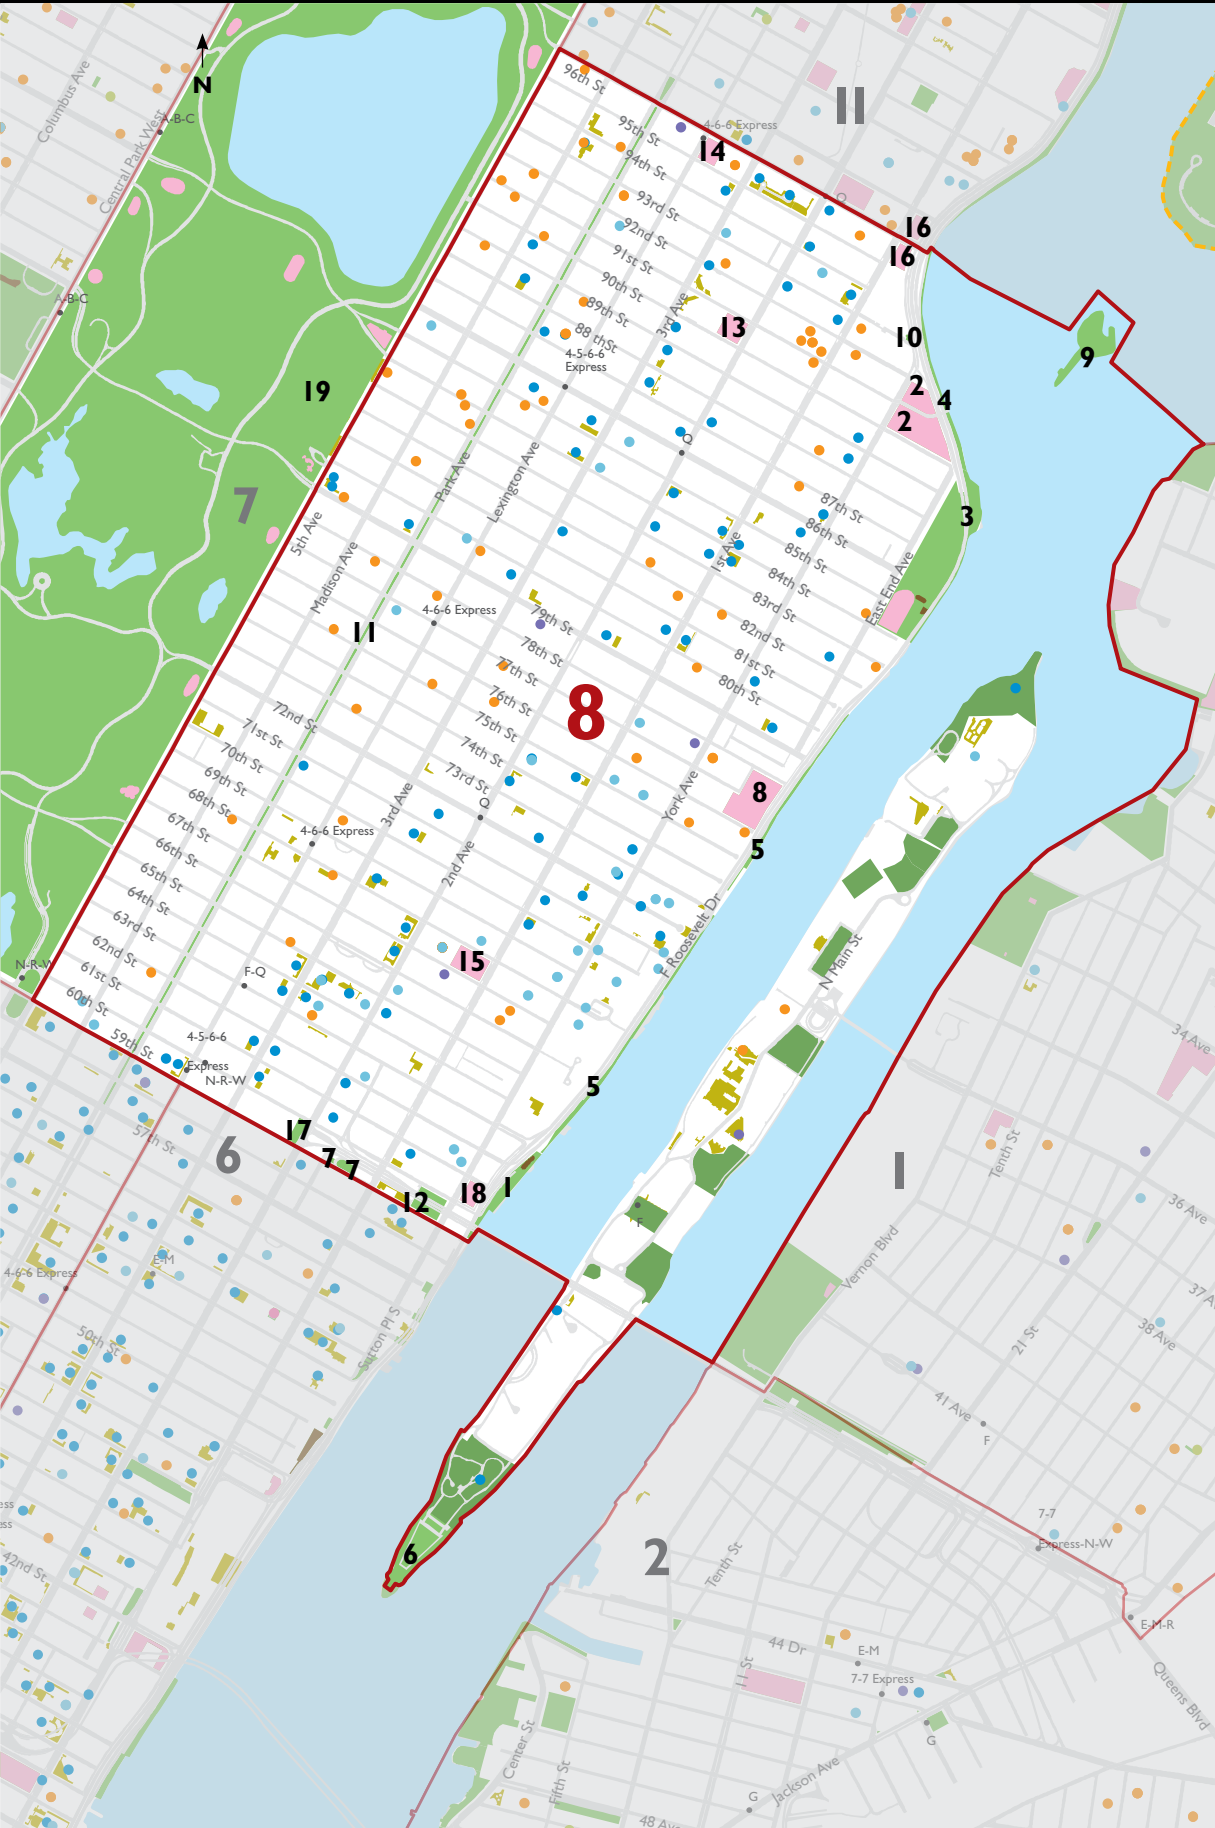 N
Columbus Ave
Central Park West
A-B-C
A-B-C
II
4-6-6 Express
96th St
95th St
94th St
93rd St
92nd St
91st St
90th St
89th St
88 thSt
14
Q
16
16
10
9
3rd Ave
13
4-5-6-6
Express
19
2
4
2
Q
Park Ave
Lexington Ave
7
5th Ave
Madison Ave
3
87th St
86th St
85th St
84th St
83rd St
82nd St
81st St
80th St
1st Ave
East End Ave
4-6-6 Express
11
79th St
78th St
77th St
76th St
75th St
74th St
73rd St
8
72nd St
71st St
70th St
69th St
68th St
67th St
66th St
65th St
64th St
63rd St
62nd St
61st St
60th St
59th St
3rd Ave
Q
2nd Ave
York Ave
8
5
4-6-6 Express
F Roosevelt Dr
N Main St
N-R-W
F-Q
15
4-5-6-6
Express
N-R-W
5
34 Ave
57th St
6
17
7
7
12
18
1
F
I
Tenth St
36 Ave
Vernon Blvd
E-M
4-6-6 Express
50th St
Sutton Pl S
37 A
38 Ave
21 St
41 Ave
F
ess
ess
42nd St
6
2
7-7
Express-N-W
Tenth St
E-M-R
44 Dr
E-M
7-7 Express
11 St
Queens Blvd
G
Center St
Fifth St
G
Jackson Ave
48 Ave